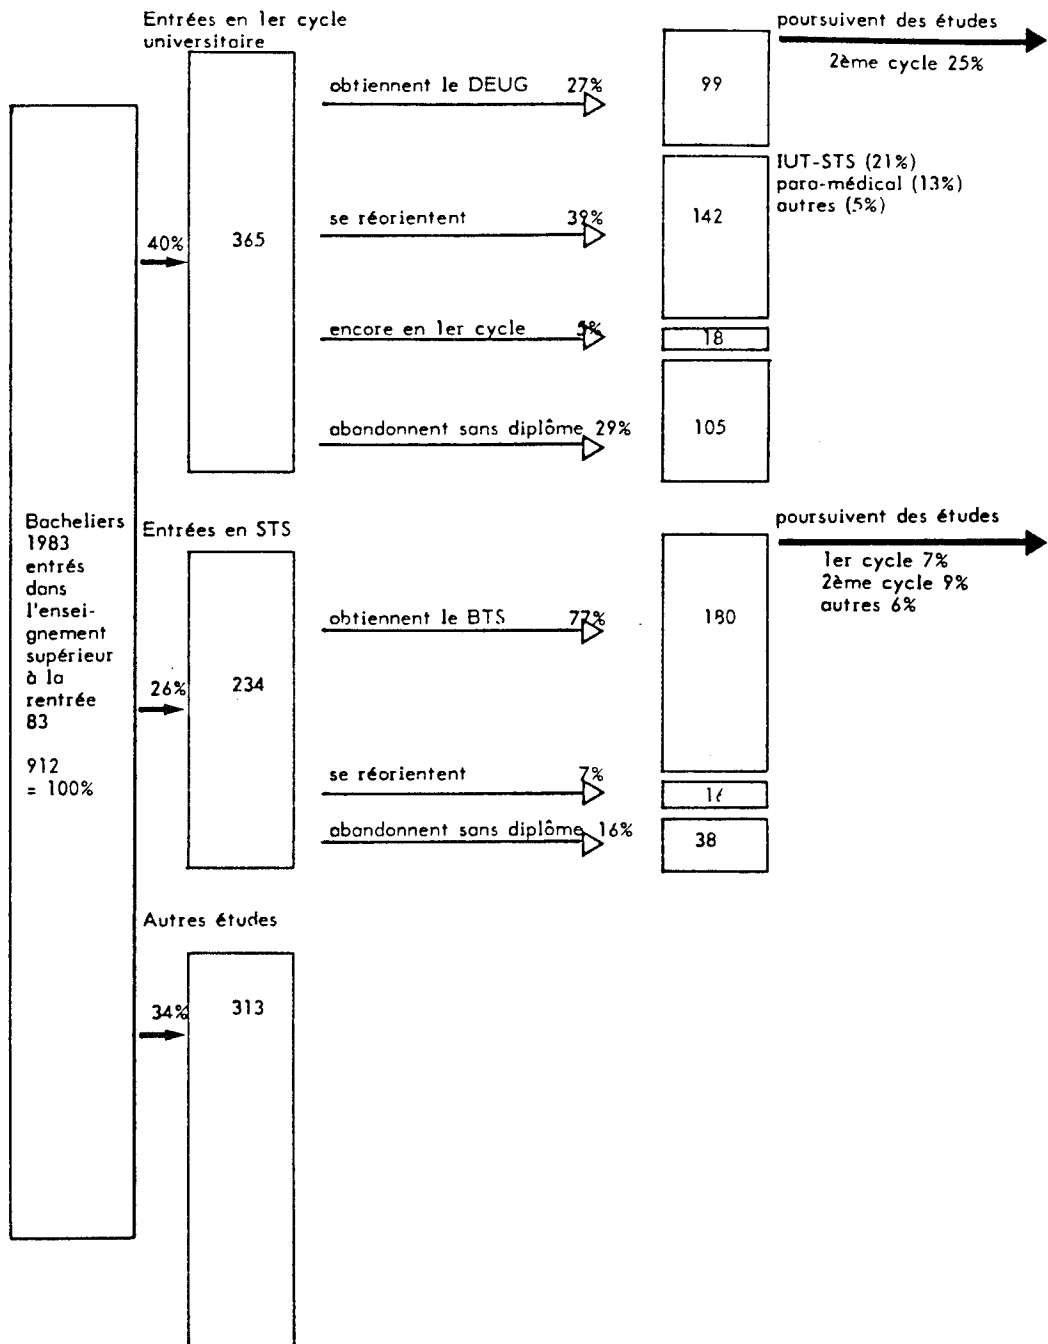 Entrées en 1er cycle
universitaire
poursuivent des études
2ème cycle 25%
obtiennent le DEUG 27%
99
IUT-STS (21%)
para-médical (13%)
autres (5%)
se réorientent 39%
142
40%
365
encore en 1er cycle 5%
18
abandonnent sans diplôme 29%
105
Bacheliers
1983
entrés
dans
l'ensei-
gnement
supérieur
à la
rentrée
83
912
= 100%
Entrées en STS
poursuivent des études
1er cycle 7%
2ème cycle 9%
autres 6%
obtiennent le BTS 77%
180
26%
234
se réorientent 7%
16
abandonnent sans diplôme 16%
38
Autres études
34%
313